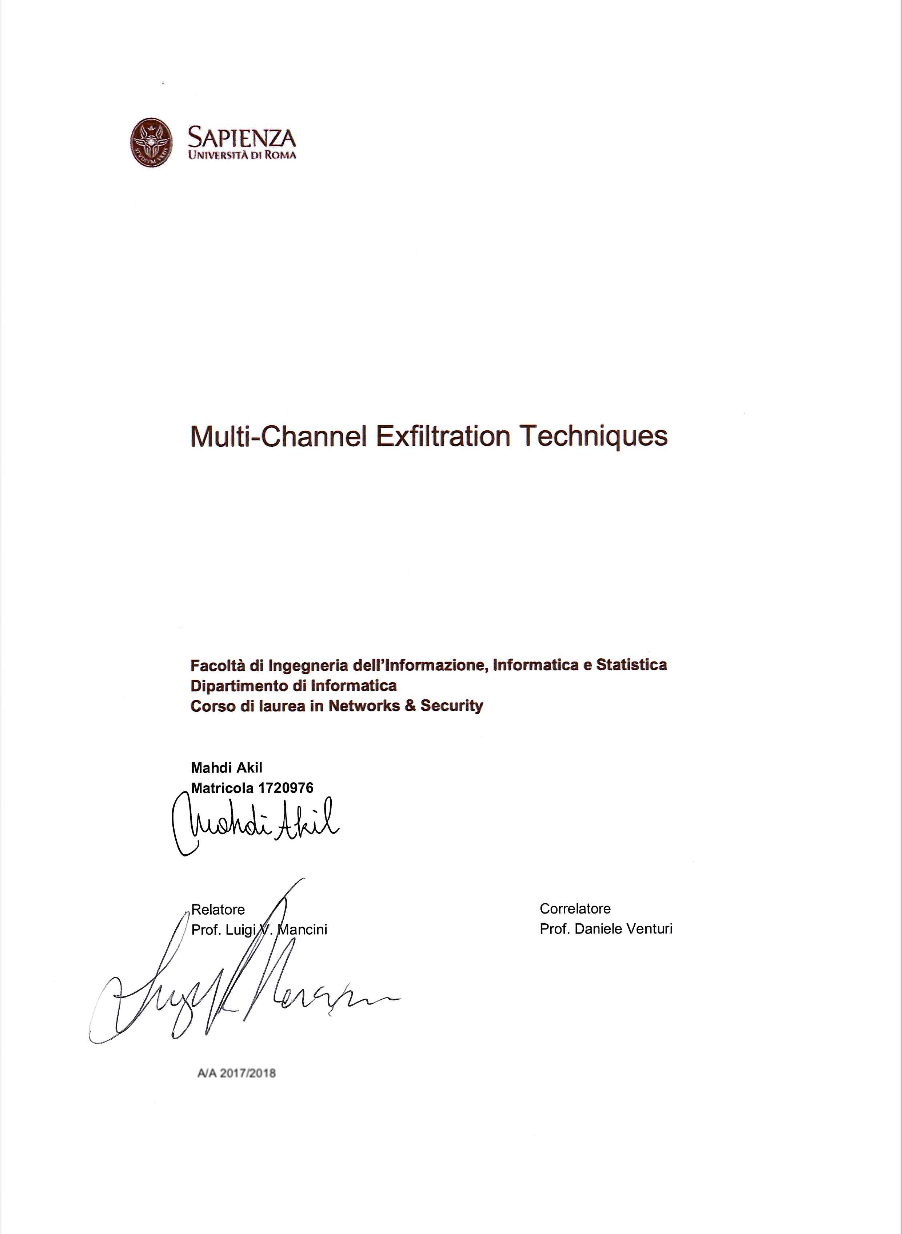 SAPIENZA
UNIVERSITÀ DI ROMA
Multi-Channel Exfiltration Techniques
Facoltà di Ingegneria dell'Informazione, Informatica e Statistica
Dipartimento di Informatica
Corso di laurea in Networks & Security
Mahdi Akil
Matricola 1720976
Mahdi Akil
Relatore
Prof. Luigi V. Mancini
Correlatore
Prof. Daniele Venturi
A/A 2017/2018